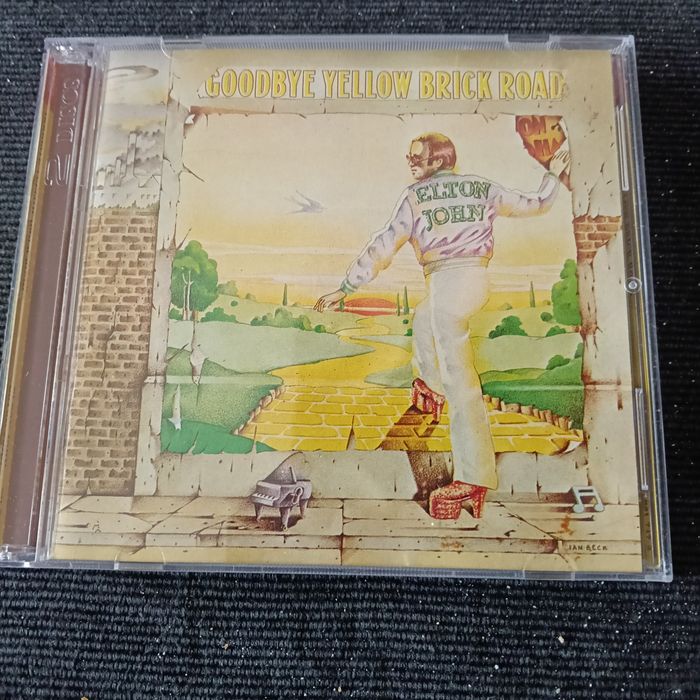 GOODBYE YELLOW BRICK ROAD
2 DISCS
ELTON
JOHN
IAN BECK